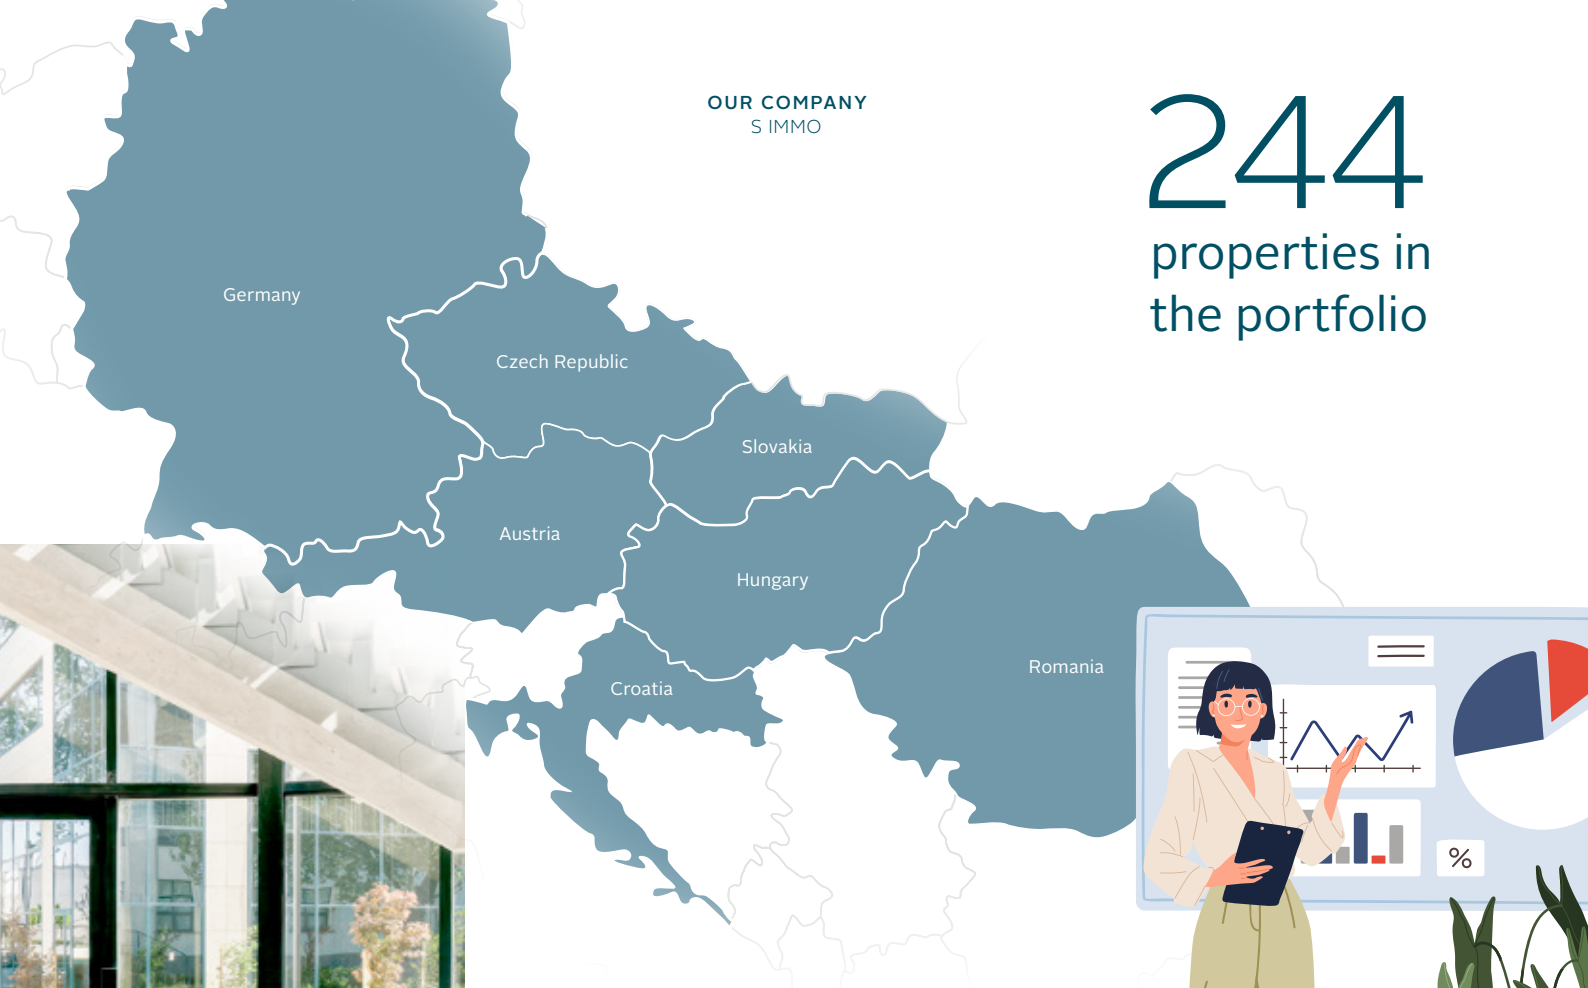 OUR COMPANY
S IMMO
244
properties in
the portfolio
Germany
Czech Republic
Slovakia
Austria
Hungary
Romania
Croatia
%